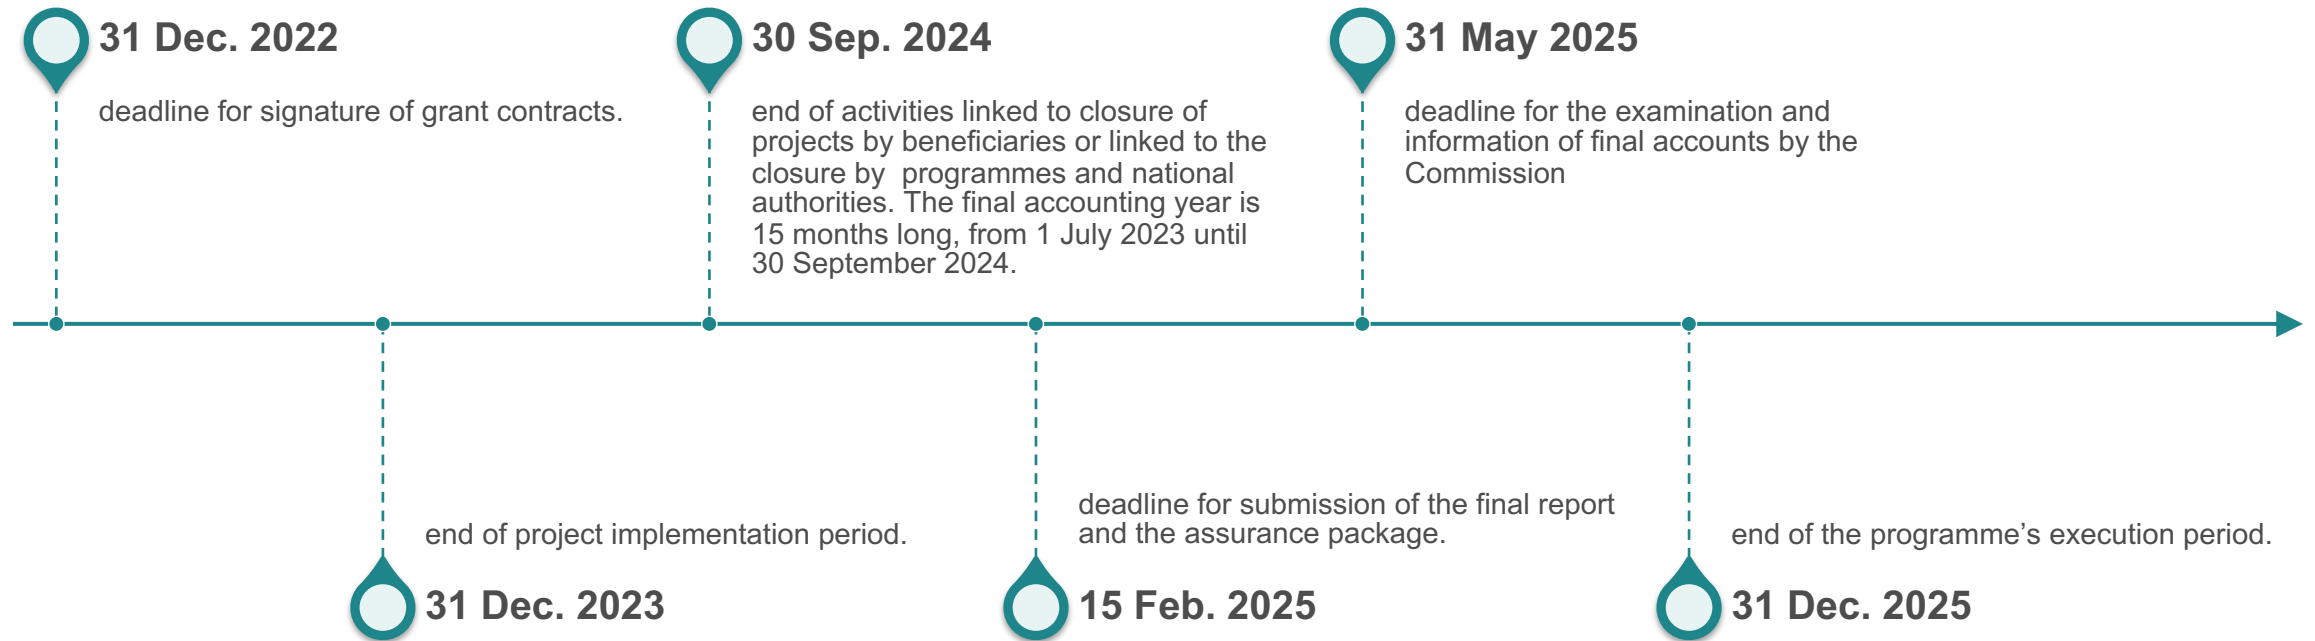 31 Dec. 2022
deadline for signature of grant contracts.
30 Sep. 2024
end of activities linked to closure of
projects by beneficiaries or linked to the
closure by  programmes and national
authorities. The final accounting year is
15 months long, from 1 July 2023 until
30 September 2024.
31 May 2025
deadline for the examination and
information of final accounts by the
Commission
end of project implementation period.
31 Dec. 2023
deadline for submission of the final report
and the assurance package.
15 Feb. 2025
end of the programme’s execution period.
31 Dec. 2025